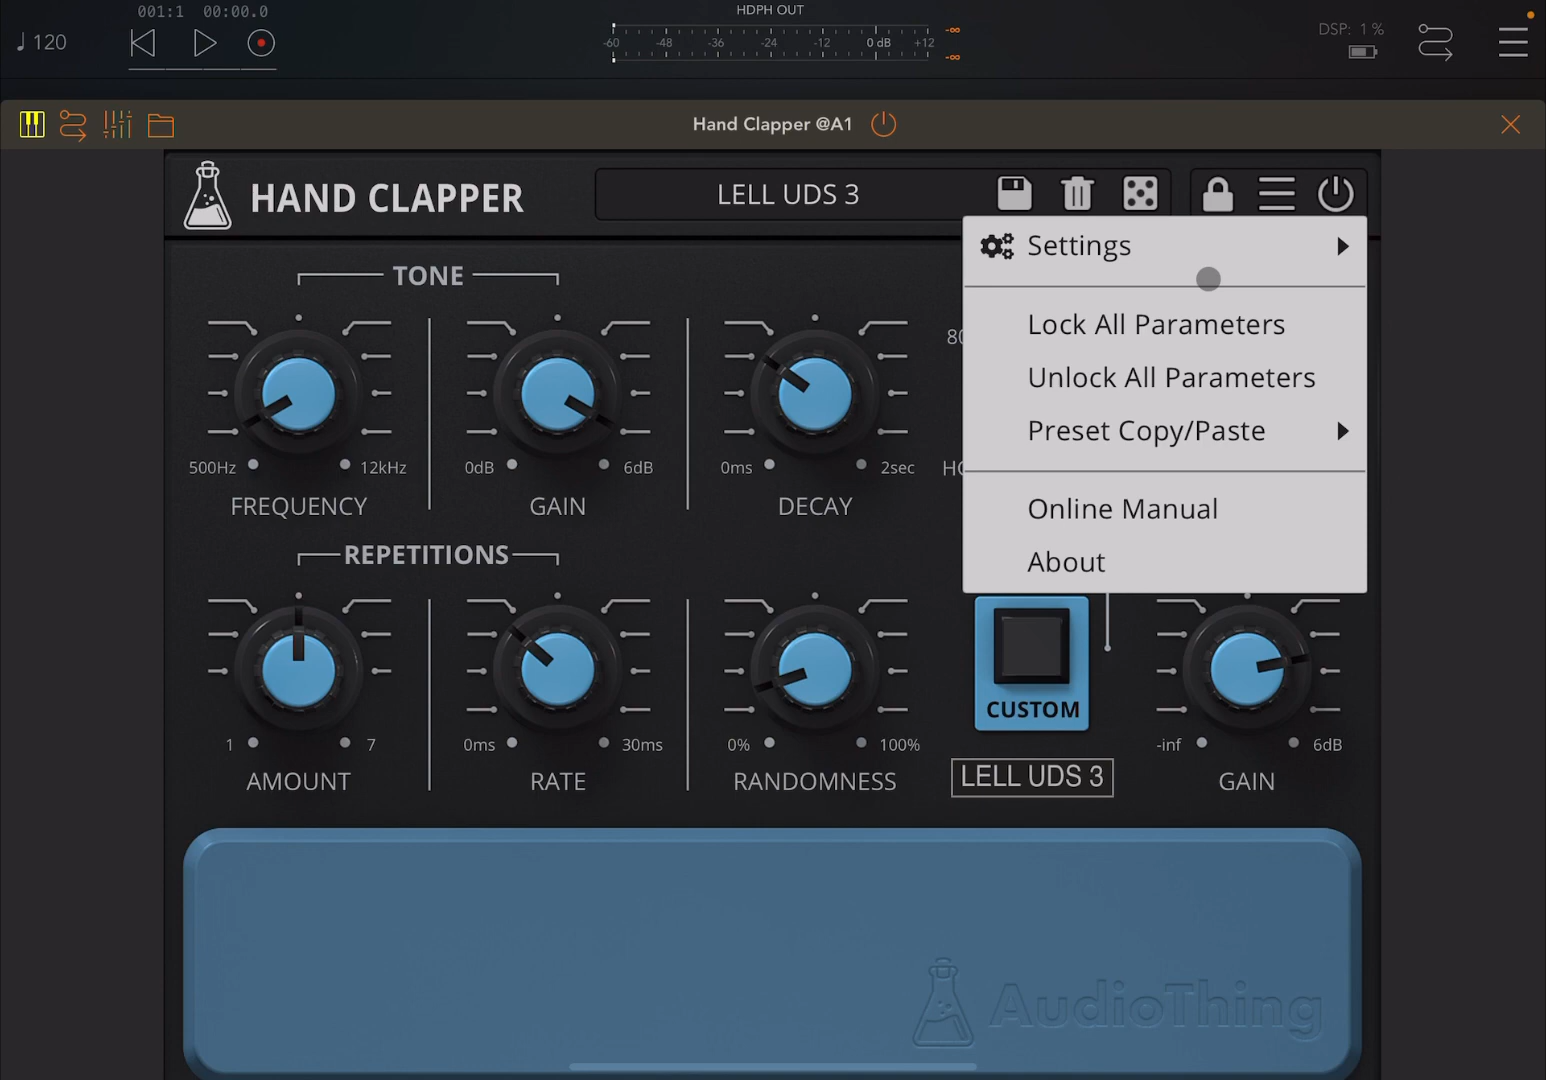 001:1 00:00.0
HDPH OUT
♩ 120
-60 -48 -36 -24 -12 0 dB +12
-∞
-∞
DSP: 1 %
Hand Clapper @A1
HAND CLAPPER
LELL UDS 3
Settings
Lock All Parameters
Unlock All Parameters
Preset Copy/Paste
Online Manual
About
TONE
500Hz 12kHz
FREQUENCY
0dB 6dB
GAIN
0ms 2sec
DECAY
REPETITIONS
1 7
AMOUNT
0ms 30ms
RATE
0% 100%
RANDOMNESS
CUSTOM
LELL UDS 3
-inf 6dB
GAIN
AudioThing